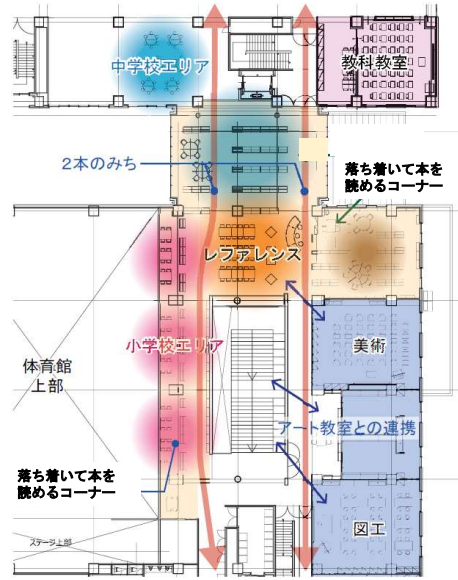 中学校エリア
教科教室
2本のみち
落ち着いて本を
読めるコーナー
レファレンス
小学校エリア
美術
体育館
上部
アート教室との連携
落ち着いて本を
読めるコーナー
図工
ステージ上部